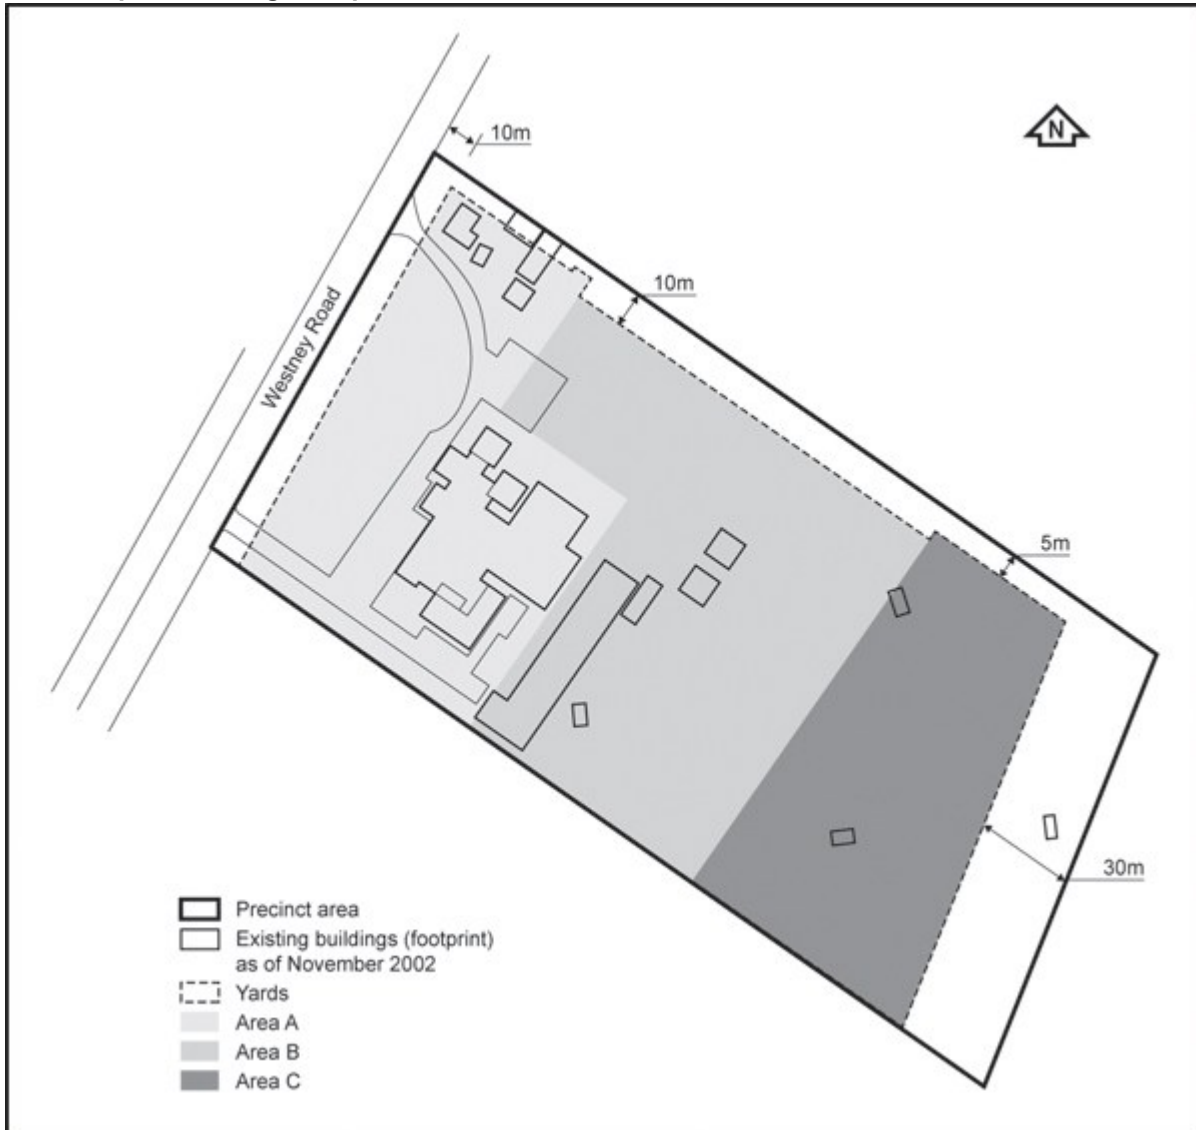 10m
N
10m
Westney Road
5m
30m
Precinct area
Existing buildings (footprint)
as of November 2002
Yards
Area A
Area B
Area C